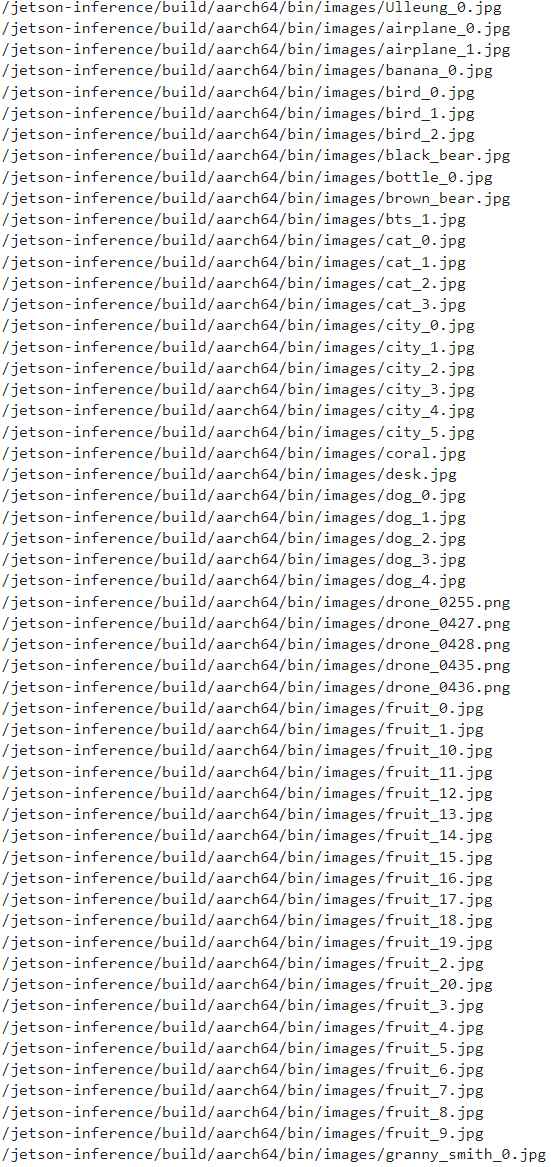 /jetson-inference/build/aarch64/bin/images/Ulleung_0.jpg
/jetson-inference/build/aarch64/bin/images/airplane_0.jpg
/jetson-inference/build/aarch64/bin/images/airplane_1.jpg
/jetson-inference/build/aarch64/bin/images/banana_0.jpg
/jetson-inference/build/aarch64/bin/images/bird_0.jpg
/jetson-inference/build/aarch64/bin/images/bird_1.jpg
/jetson-inference/build/aarch64/bin/images/bird_2.jpg
/jetson-inference/build/aarch64/bin/images/black_bear.jpg
/jetson-inference/build/aarch64/bin/images/bottle_0.jpg
/jetson-inference/build/aarch64/bin/images/brown_bear.jpg
/jetson-inference/build/aarch64/bin/images/bts_1.jpg
/jetson-inference/build/aarch64/bin/images/cat_0.jpg
/jetson-inference/build/aarch64/bin/images/cat_1.jpg
/jetson-inference/build/aarch64/bin/images/cat_2.jpg
/jetson-inference/build/aarch64/bin/images/cat_3.jpg
/jetson-inference/build/aarch64/bin/images/city_0.jpg
/jetson-inference/build/aarch64/bin/images/city_1.jpg
/jetson-inference/build/aarch64/bin/images/city_2.jpg
/jetson-inference/build/aarch64/bin/images/city_3.jpg
/jetson-inference/build/aarch64/bin/images/city_4.jpg
/jetson-inference/build/aarch64/bin/images/city_5.jpg
/jetson-inference/build/aarch64/bin/images/coral.jpg
/jetson-inference/build/aarch64/bin/images/desk.jpg
/jetson-inference/build/aarch64/bin/images/dog_0.jpg
/jetson-inference/build/aarch64/bin/images/dog_1.jpg
/jetson-inference/build/aarch64/bin/images/dog_2.jpg
/jetson-inference/build/aarch64/bin/images/dog_3.jpg
/jetson-inference/build/aarch64/bin/images/dog_4.jpg
/jetson-inference/build/aarch64/bin/images/drone_0255.png
/jetson-inference/build/aarch64/bin/images/drone_0427.png
/jetson-inference/build/aarch64/bin/images/drone_0428.png
/jetson-inference/build/aarch64/bin/images/drone_0435.png
/jetson-inference/build/aarch64/bin/images/drone_0436.png
/jetson-inference/build/aarch64/bin/images/fruit_0.jpg
/jetson-inference/build/aarch64/bin/images/fruit_1.jpg
/jetson-inference/build/aarch64/bin/images/fruit_10.jpg
/jetson-inference/build/aarch64/bin/images/fruit_11.jpg
/jetson-inference/build/aarch64/bin/images/fruit_12.jpg
/jetson-inference/build/aarch64/bin/images/fruit_13.jpg
/jetson-inference/build/aarch64/bin/images/fruit_14.jpg
/jetson-inference/build/aarch64/bin/images/fruit_15.jpg
/jetson-inference/build/aarch64/bin/images/fruit_16.jpg
/jetson-inference/build/aarch64/bin/images/fruit_17.jpg
/jetson-inference/build/aarch64/bin/images/fruit_18.jpg
/jetson-inference/build/aarch64/bin/images/fruit_19.jpg
/jetson-inference/build/aarch64/bin/images/fruit_2.jpg
/jetson-inference/build/aarch64/bin/images/fruit_20.jpg
/jetson-inference/build/aarch64/bin/images/fruit_3.jpg
/jetson-inference/build/aarch64/bin/images/fruit_4.jpg
/jetson-inference/build/aarch64/bin/images/fruit_5.jpg
/jetson-inference/build/aarch64/bin/images/fruit_6.jpg
/jetson-inference/build/aarch64/bin/images/fruit_7.jpg
/jetson-inference/build/aarch64/bin/images/fruit_8.jpg
/jetson-inference/build/aarch64/bin/images/fruit_9.jpg
/jetson-inference/build/aarch64/bin/images/granny_smith_0.jpg